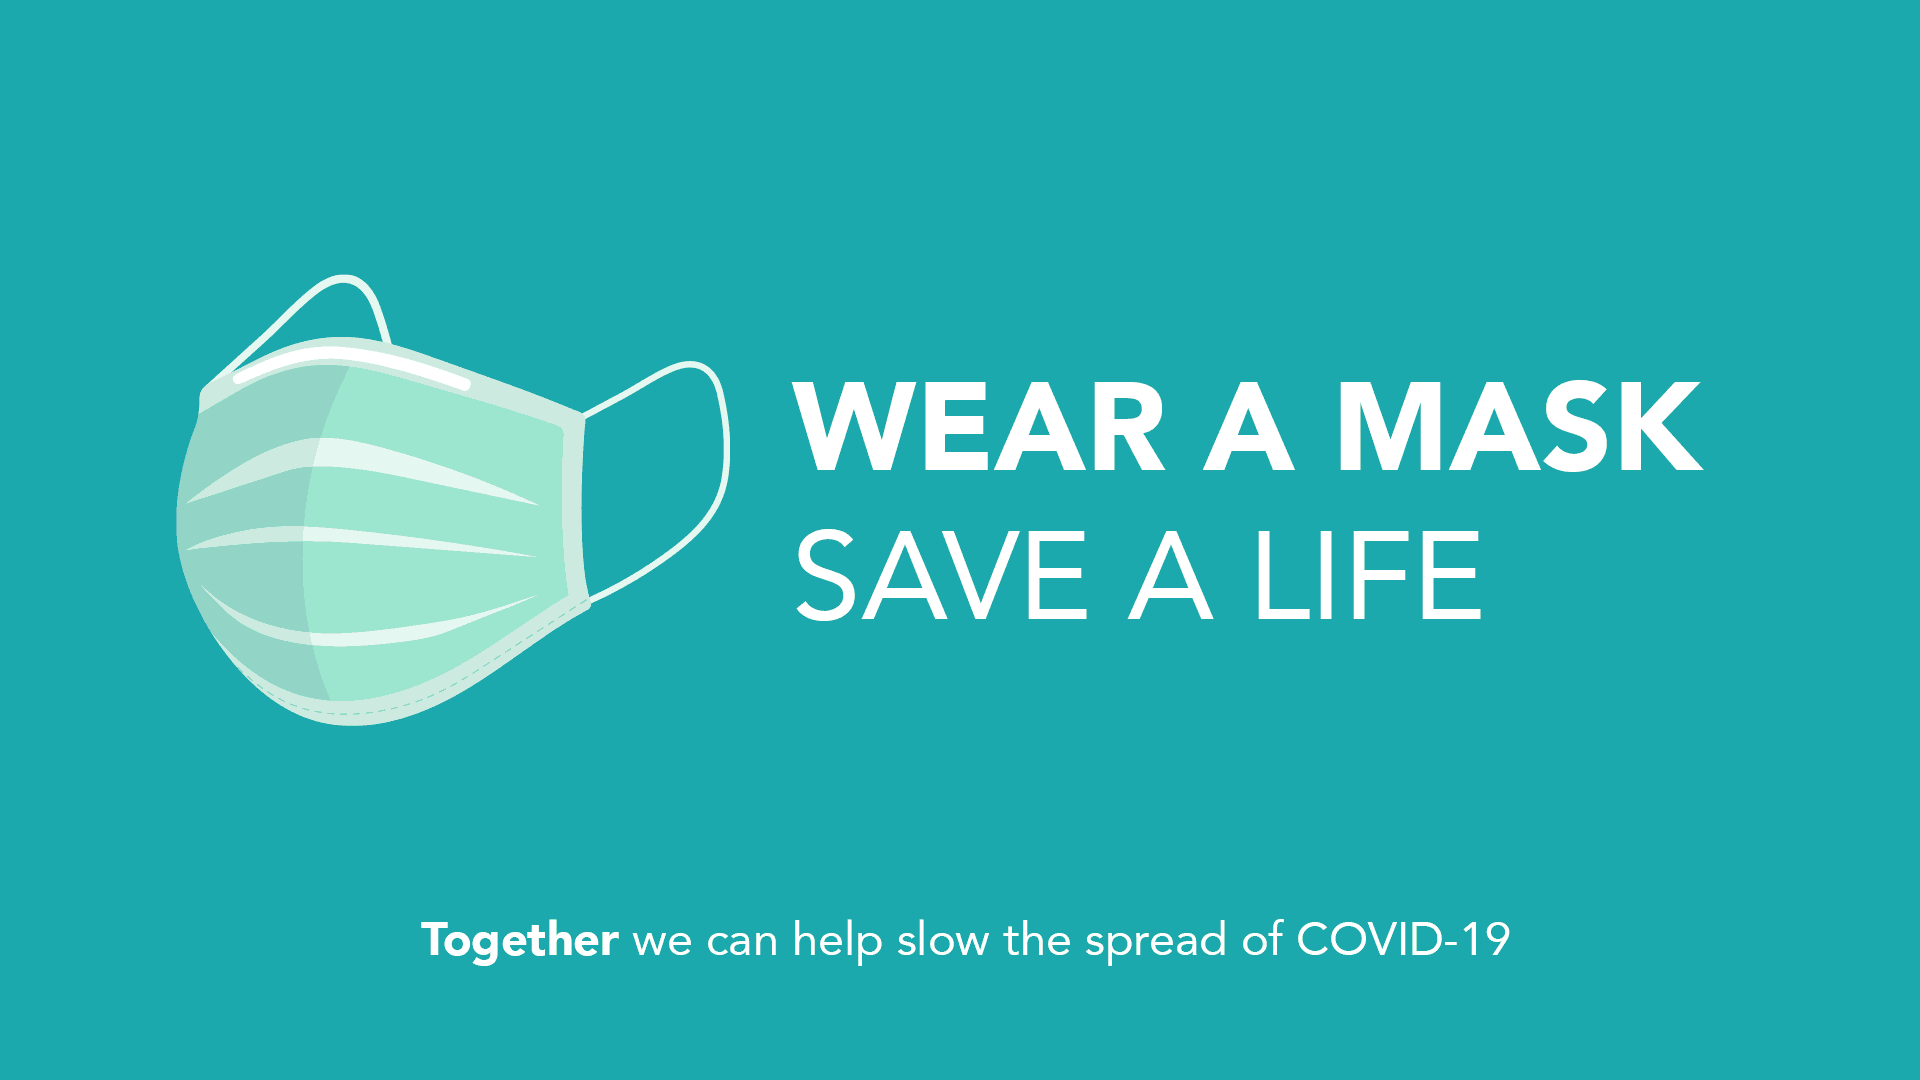 WEAR A MASK
SAVE A LIFE
Together we can help slow the spread of COVID-19